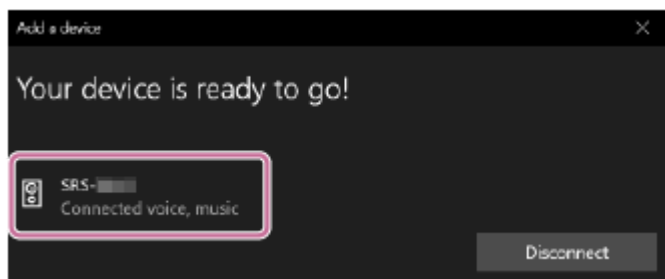 Add a device
Your device is ready to go!
SRS-
Connected voice, music
Disconnect